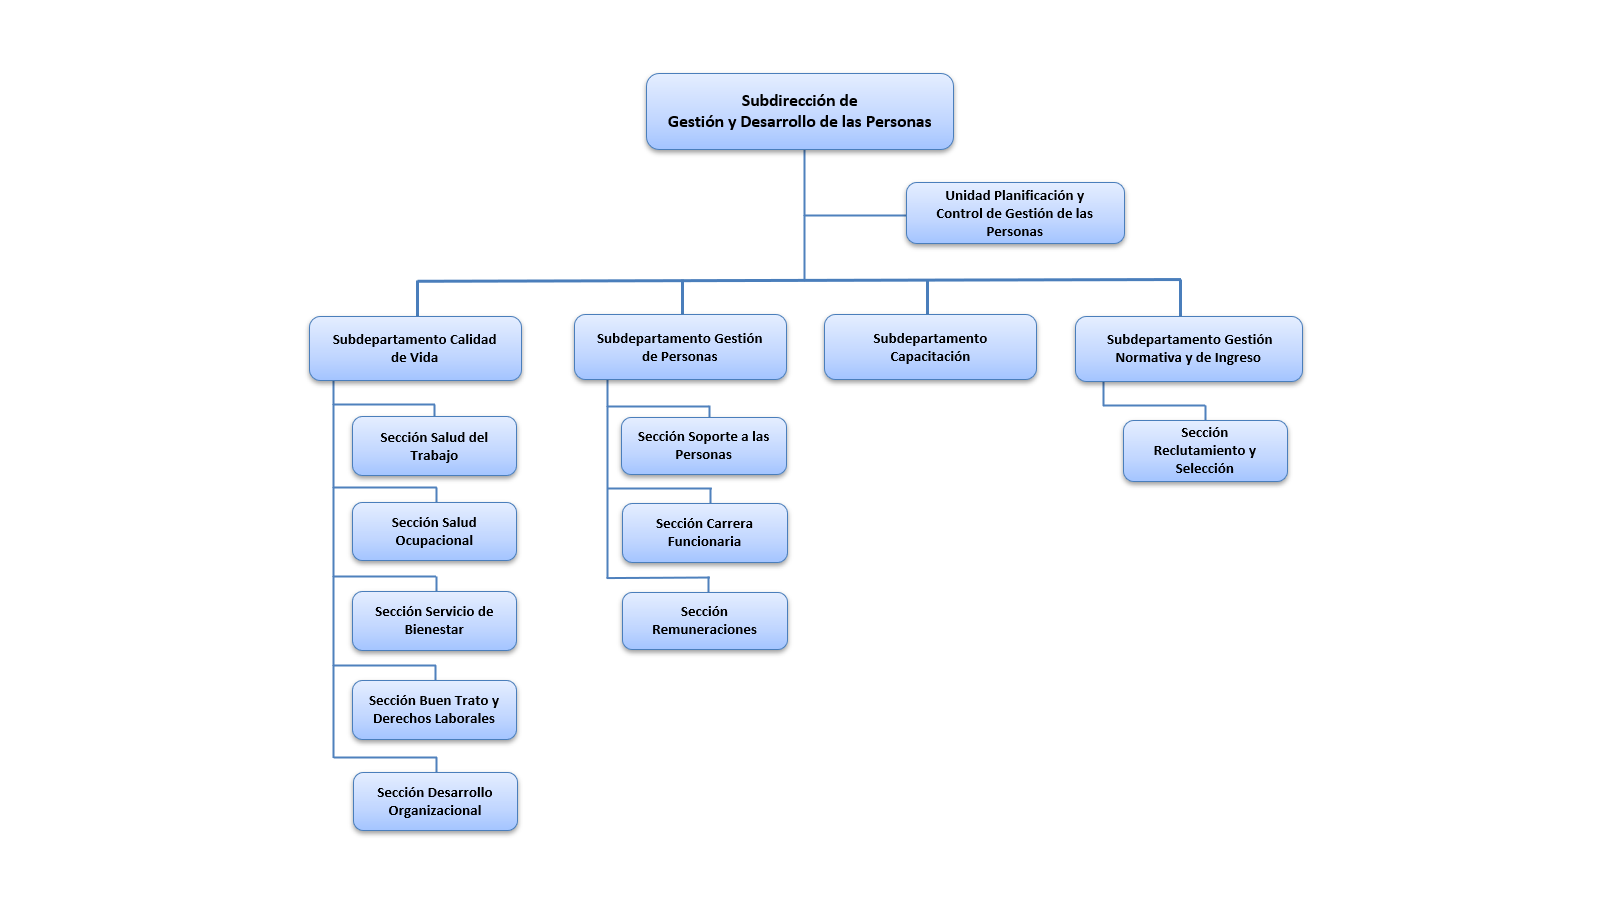 Subdirección de
Gestión y Desarrollo de las Personas
Unidad Planificación y
Control de Gestión de las
Personas
Subdepartamento Calidad
de Vida
Subdepartamento Gestión
de Personas
Subdepartamento
Capacitación
Subdepartamento Gestión
Normativa y de Ingreso
Sección Salud del
Trabajo
Sección Salud
Ocupacional
Sección Servicio de
Bienestar
Sección Buen Trato y
Derechos Laborales
Sección Desarrollo
Organizacional
Sección Soporte a las
Personas
Sección Carrera
Funcionaria
Sección
Remuneraciones
Sección
Reclutamiento y
Selección